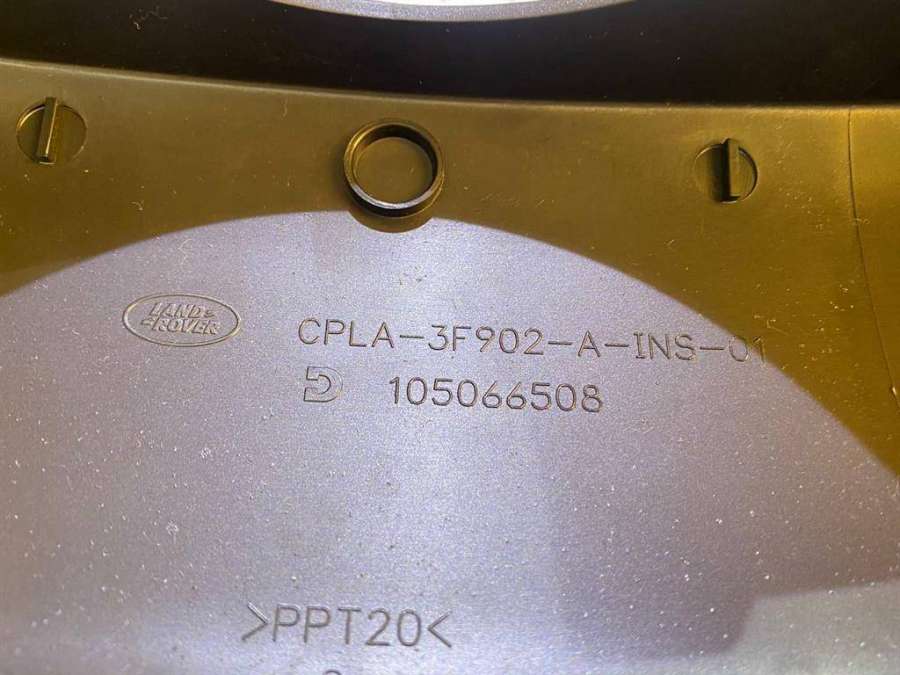 LAND-
-ROVER
CPLA-3F902-A-INS-01
D 105066508
>PPT20<